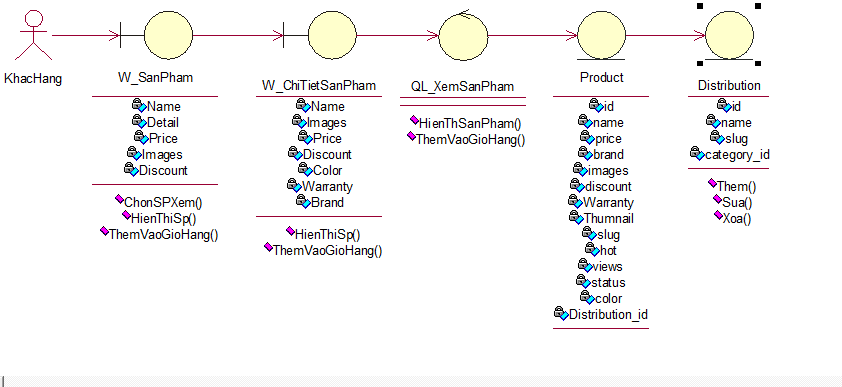 KhacHang
W_SanPham
Name
Detail
Price
Images
Discount
ChonSPXem()
HienThiSp()
ThemVaoGioHang()
W_ChiTietSanPham
Name
Images
Price
Discount
Color
Warranty
Brand
HienThiSp()
ThemVaoGioHang()
QL_XemSanPham
HienThSanPham()
ThemVaoGioHang()
Product
id
name
price
brand
images
discount
Warranty
Thumnail
slug
hot
views
status
color
Distribution_id
Distribution
id
name
slug
category_id
Them()
Sua()
Xoa()